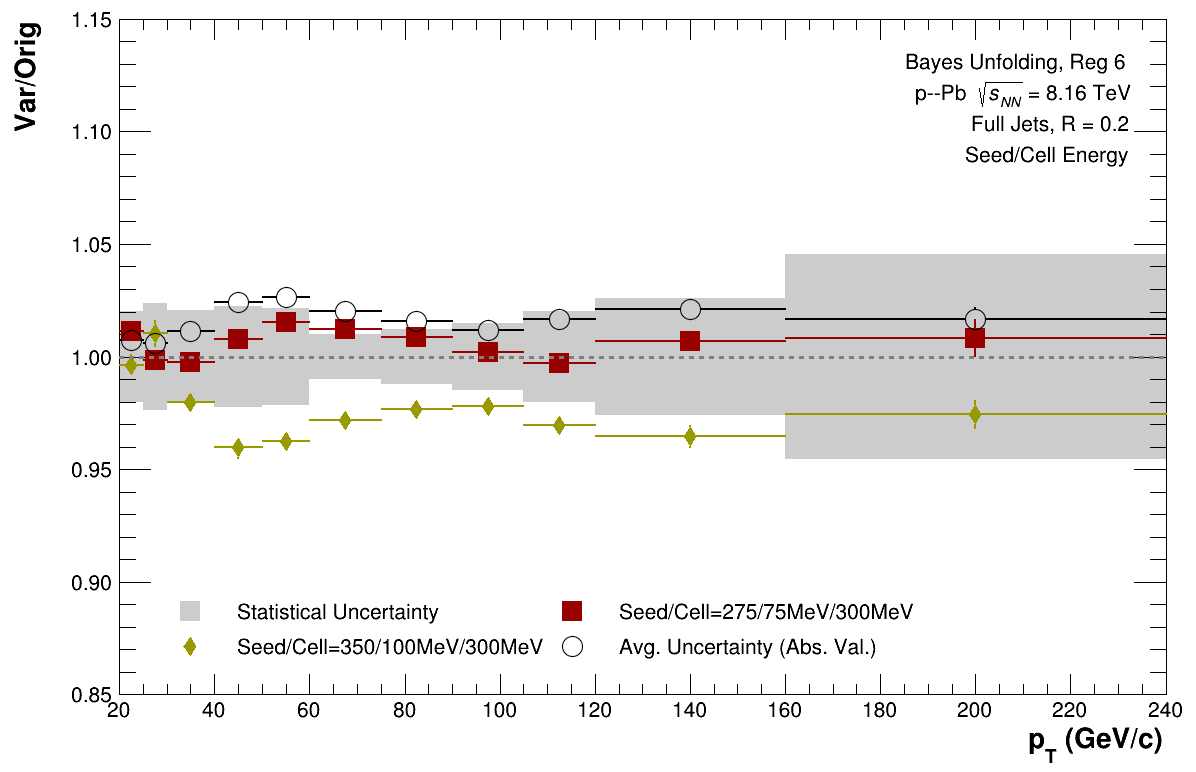 Var/Orig
1.15
1.10
1.05
1.00
0.95
0.90
0.85
Bayes Unfolding, Reg 6
p--Pb √sNN = 8.16 TeV
Full Jets, R = 0.2
Seed/Cell Energy
Statistical Uncertainty
Seed/Cell=275/75MeV/300MeV
Seed/Cell=350/100MeV/300MeV
Avg. Uncertainty (Abs. Val.)
20 40 60 80 100 120 140 160 180 200 220 240
pT (GeV/c)